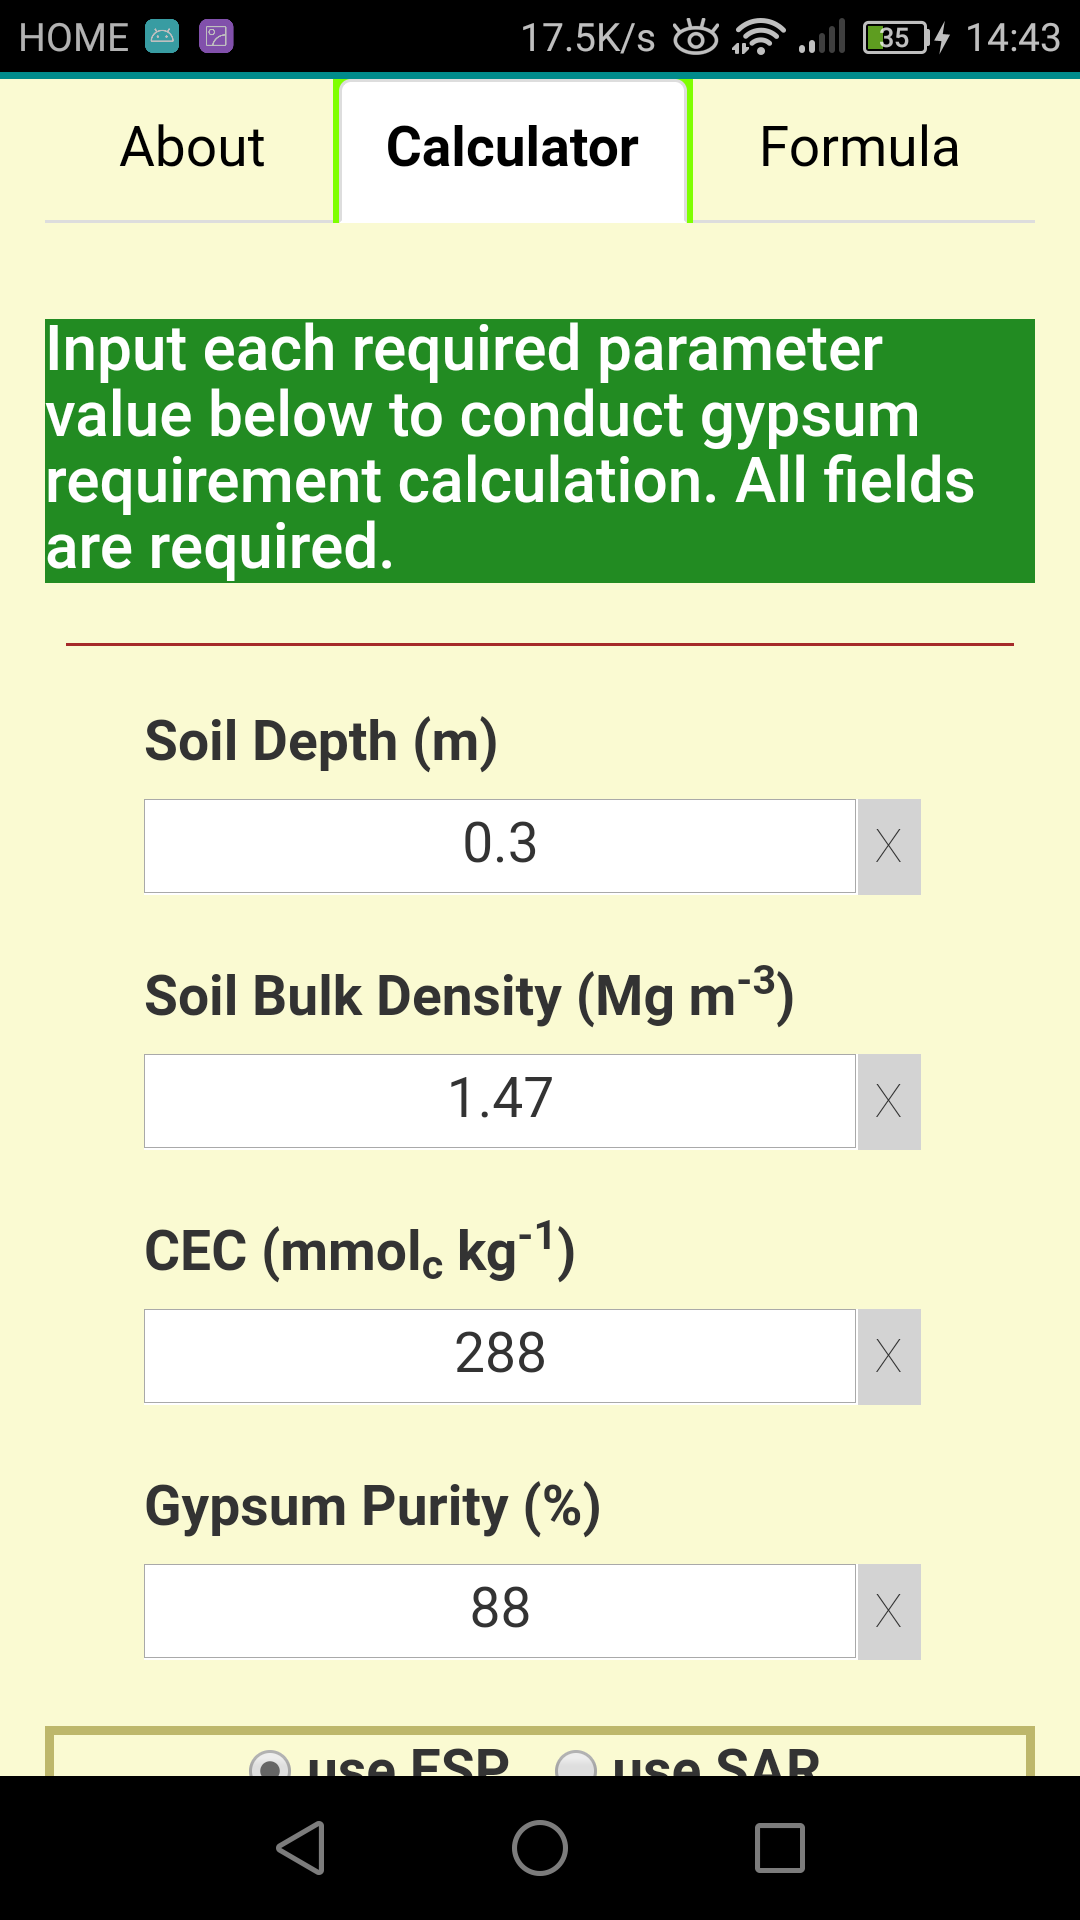 HOME 17.5K/s 35 14:43
About Calculator Formula
Input each required parameter
value below to conduct gypsum
requirement calculation. All fields
are required.
Soil Depth (m)
0.3 X
Soil Bulk Density (Mg m⁻³)
1.47 X
CEC (mmol꜀ kg⁻¹)
288 X
Gypsum Purity (%)
88 X
use ESP use SAR